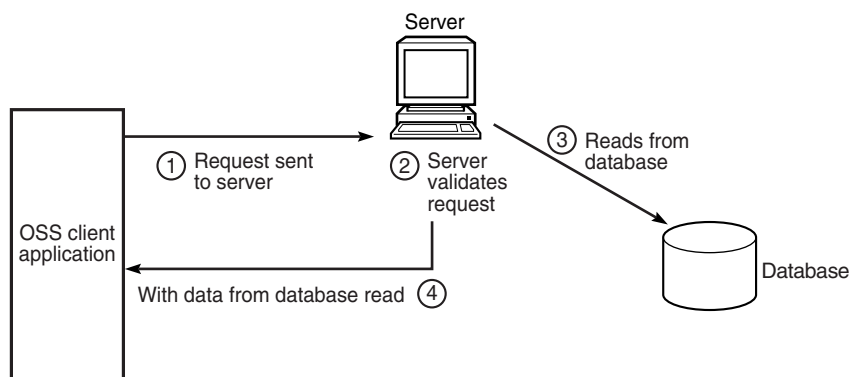 Server
① Request sent
to server
② Server
validates
request
③ Reads from
database
OSS client
application
With data from database read ④
Database